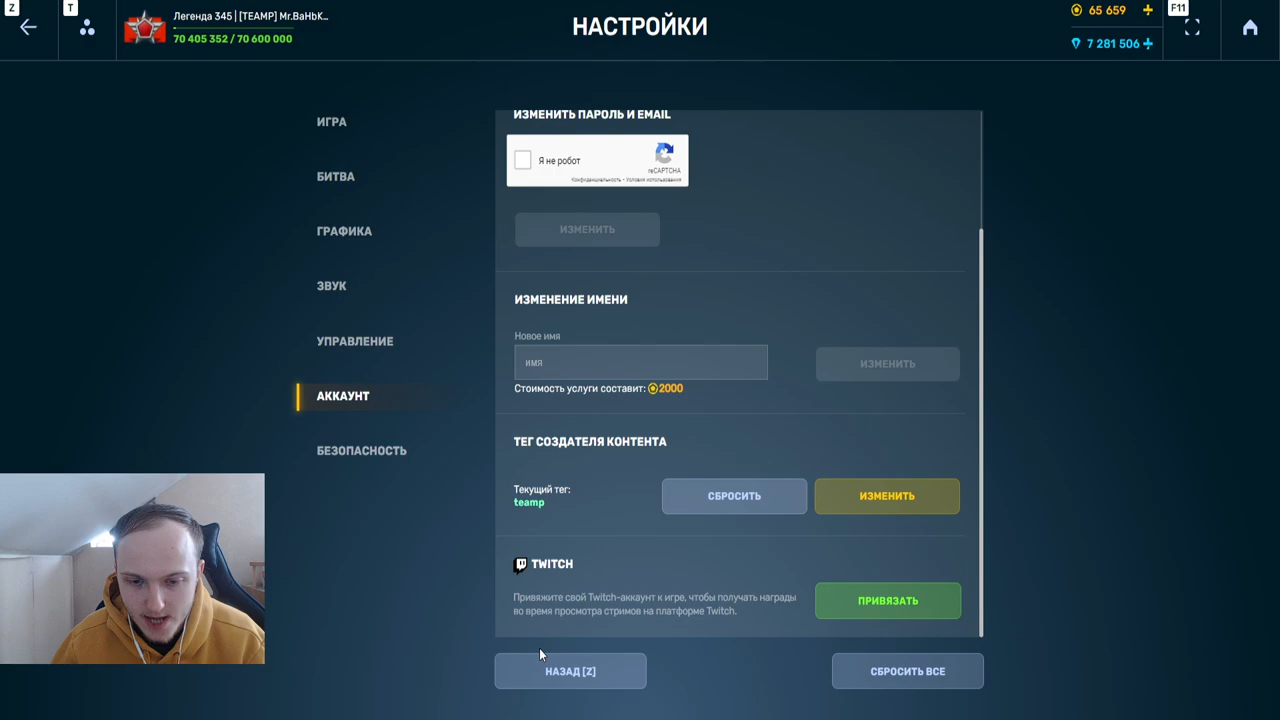 Z
T
Легенда 345 | [TEAMP] Mr.BaHbK...
70 405 352 / 70 600 000
НАСТРОЙКИ
65 659 +
7 281 506 +
F11
ИГРА
БИТВА
ГРАФИКА
ЗВУК
УПРАВЛЕНИЕ
АККАУНТ
БЕЗОПАСНОСТЬ
ИЗМЕНИТЬ ПАРОЛЬ И EMAIL
Я не робот
reCAPTCHA
Конфиденциальность - Условия использования
ИЗМЕНИТЬ
ИЗМЕНЕНИЕ ИМЕНИ
Новое имя
имя
ИЗМЕНИТЬ
Стоимость услуги составит: 2000
ТЕГ СОЗДАТЕЛЯ КОНТЕНТА
Текущий тег:
teamp
СБРОСИТЬ
ИЗМЕНИТЬ
TWITCH
Привяжите свой Twitch-аккаунт к игре, чтобы получать награды
во время просмотра стримов на платформе Twitch.
ПРИВЯЗАТЬ
НАЗАД [Z]
СБРОСИТЬ ВСЕ